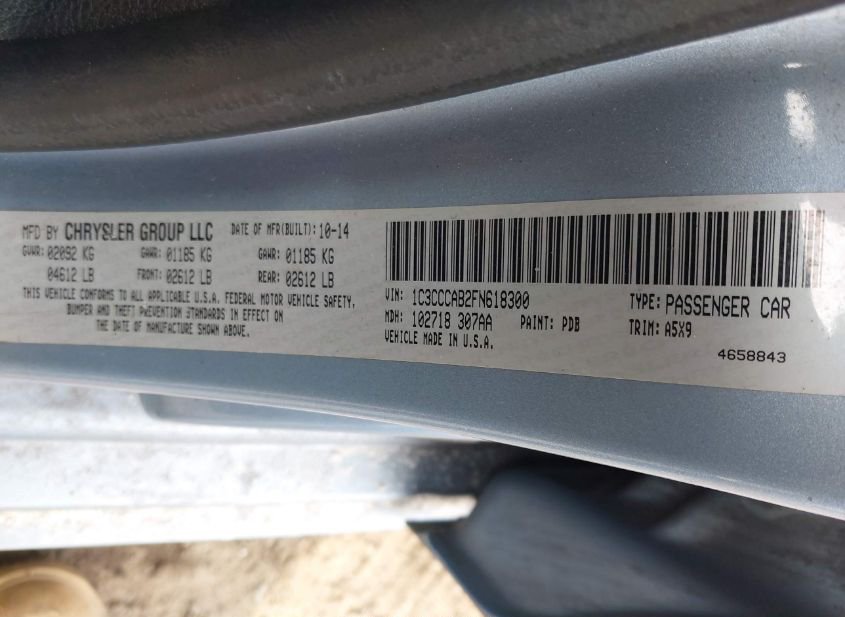 MFD BY CHRYSLER GROUP LLC DATE OF MFR(BUILT): 10-14
GVWR: 02092 KG GAWR: 01185 KG GAWR: 01185 KG
04612 LB FRONT: 02612 LB REAR: 02612 LB
THIS VEHICLE CONFORMS TO ALL APPLICABLE U.S.A. FEDERAL MOTOR VEHICLE SAFETY,
BUMPER AND THEFT PREVENTION STANDARDS IN EFFECT ON
THE DATE OF MANUFACTURE SHOWN ABOVE.
VIN: 1C3CCCAB2FN618300 TYPE: PASSENGER CAR
MDH: 102718 307AA PAINT: PDB TRIM: A5X9
VEHICLE MADE IN U.S.A.
4658843